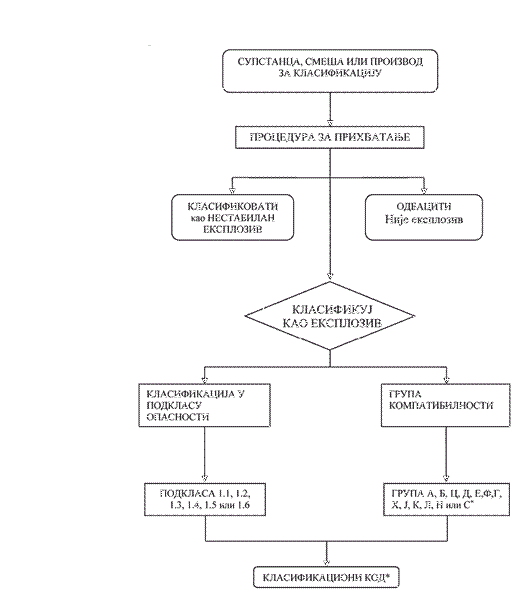 СУПСТАНЦА, СМЕША ИЛИ ПРОИЗВОД
ЗА КЛАСИФИКАЦИЈУ
ПРОЦЕДУРА ЗА ПРИХВАТАЊЕ
КЛАСИФИКОВАТИ
као НЕСТАБИЛАН
ЕКСПЛОЗИВ
ОДБАЦИТИ
Није експлозив
КЛАСИФИКУЈ
КАО ЕКСПЛОЗИВ
КЛАСИФИКАЦИЈА У
ПОДКЛАСУ
ОПАСНОСТИ
ГРУПА
КОМПАТИБИЛНОСТИ
ПОДКЛАСА 1.1, 1.2,
1.3, 1.4, 1.5 или 1.6
ГРУПА А, Б, Ц, Д, Е,Ф,Г,
Х, Ј, К, Л, Н или С*
КЛАСИФИКАЦИОНИ КОД*